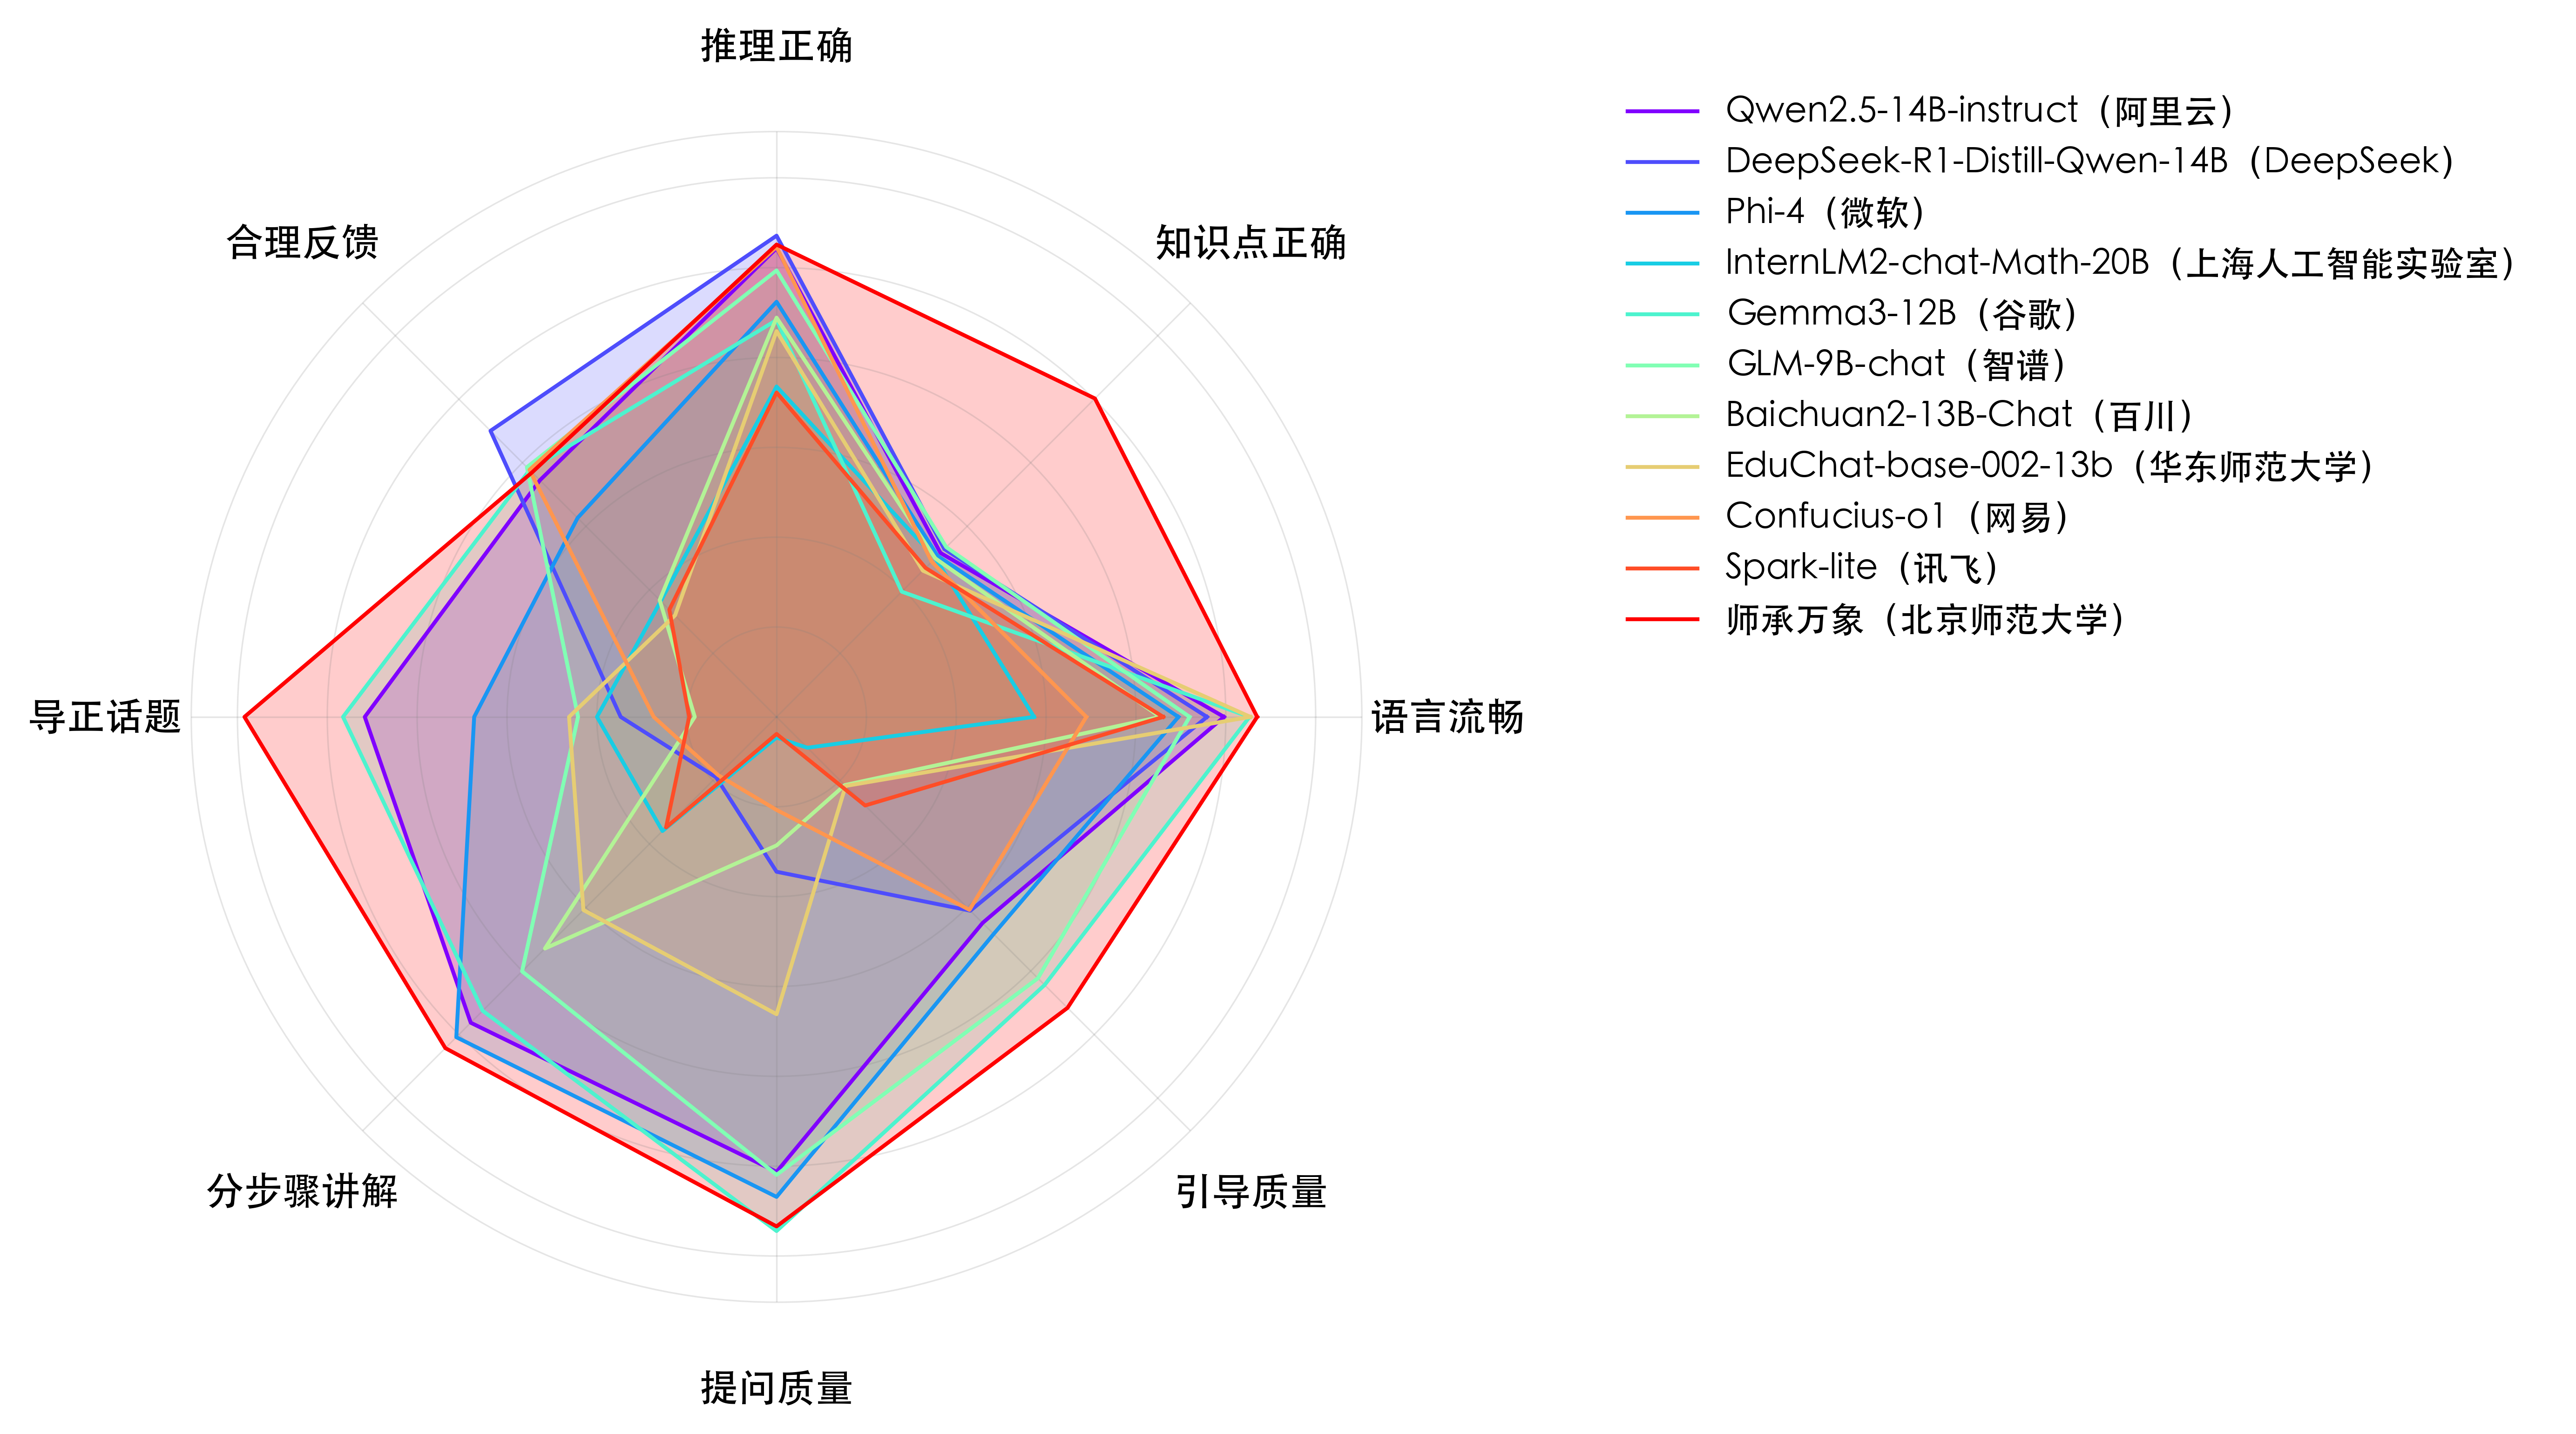 推理正确
知识点正确
合理反馈
语言流畅
导正话题
引导质量
分步骤讲解
提问质量
Qwen2.5-14B-instruct（阿里云）
DeepSeek-R1-Distill-Qwen-14B（DeepSeek）
Phi-4（微软）
InternLM2-chat-Math-20B（上海人工智能实验室）
Gemma3-12B（谷歌）
GLM-9B-chat（智谱）
Baichuan2-13B-Chat（百川）
EduChat-base-002-13b（华东师范大学）
Confucius-o1（网易）
Spark-lite（讯飞）
师承万象（北京师范大学）